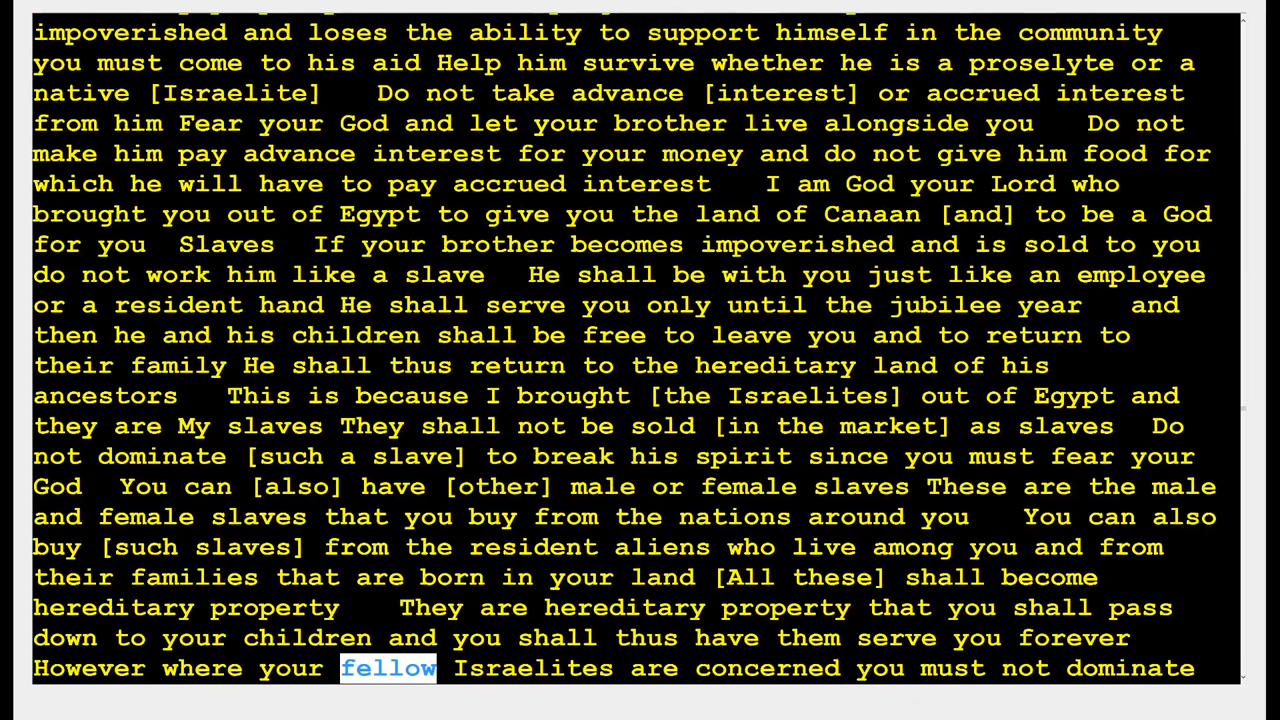 impoverished and loses the ability to support himself in the community
you must come to his aid Help him survive whether he is a proselyte or a
native [Israelite] Do not take advance [interest] or accrued interest
from him Fear your God and let your brother live alongside you Do not
make him pay advance interest for your money and do not give him food for
which he will have to pay accrued interest I am God your Lord who
brought you out of Egypt to give you the land of Canaan [and] to be a God
for you Slaves If your brother becomes impoverished and is sold to you
do not work him like a slave He shall be with you just like an employee
or a resident hand He shall serve you only until the jubilee year and
then he and his children shall be free to leave you and to return to
their family He shall thus return to the hereditary land of his
ancestors This is because I brought [the Israelites] out of Egypt and
they are My slaves They shall not be sold [in the market] as slaves Do
not dominate [such a slave] to break his spirit since you must fear your
God You can [also] have [other] male or female slaves These are the male
and female slaves that you buy from the nations around you You can also
buy [such slaves] from the resident aliens who live among you and from
their families that are born in your land [All these] shall become
hereditary property They are hereditary property that you shall pass
down to your children and you shall thus have them serve you forever
However where your fellow Israelites are concerned you must not dominate